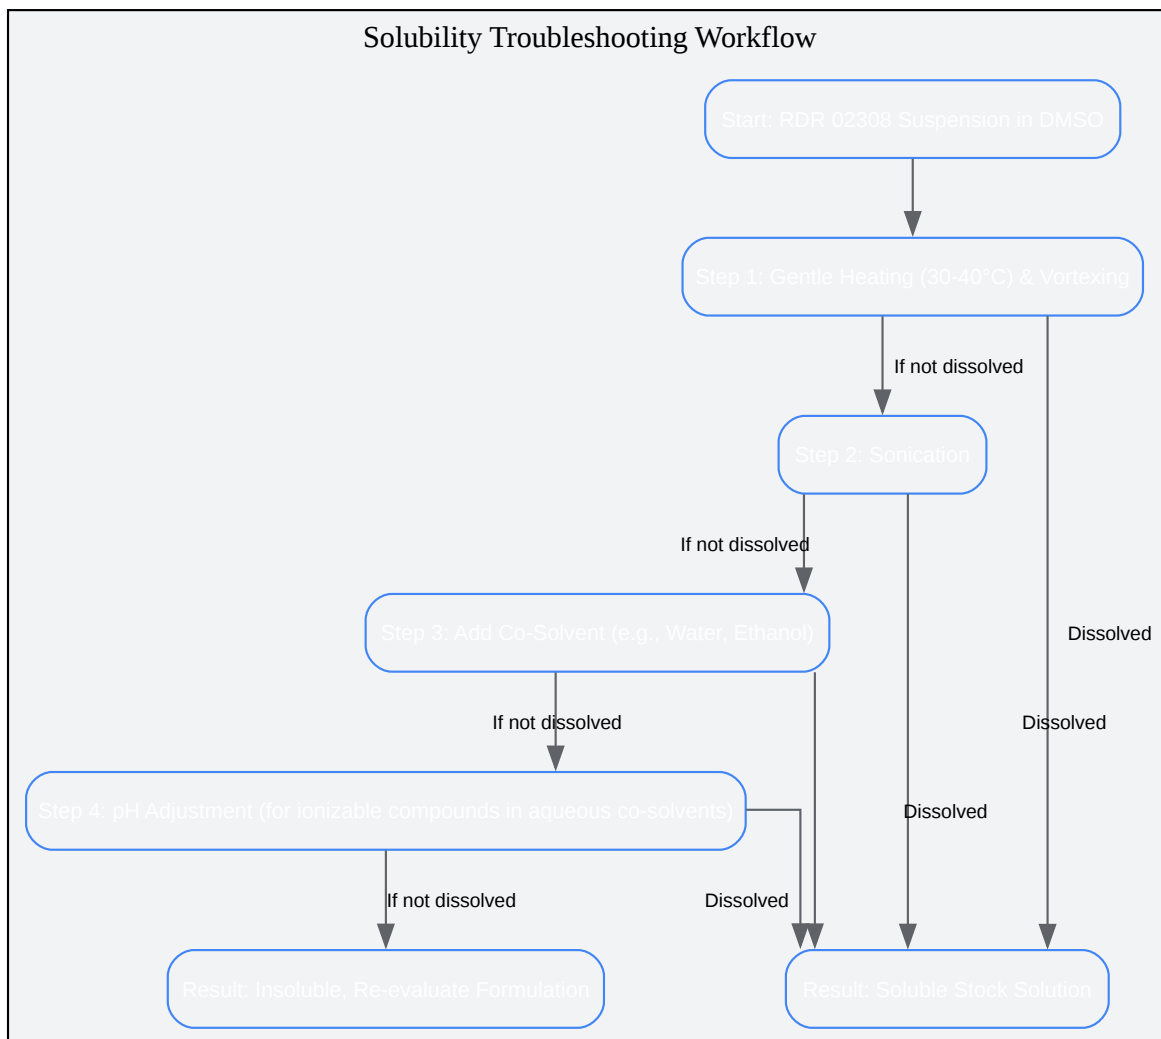 Solubility Troubleshooting Workflow
Start: RDR 02308 Suspension in DMSO
Step 1: Gentle Heating (30-40°C) & Vortexing
If not dissolved
Step 2: Sonication
If not dissolved
Step 3: Add Co-Solvent (e.g., Water, Ethanol)
Dissolved
If not dissolved
Dissolved
Step 4: pH Adjustment (for ionizable compounds in aqueous co-solvents)
Dissolved
If not dissolved
Dissolved
Result: Insoluble, Re-evaluate Formulation
Result: Soluble Stock Solution